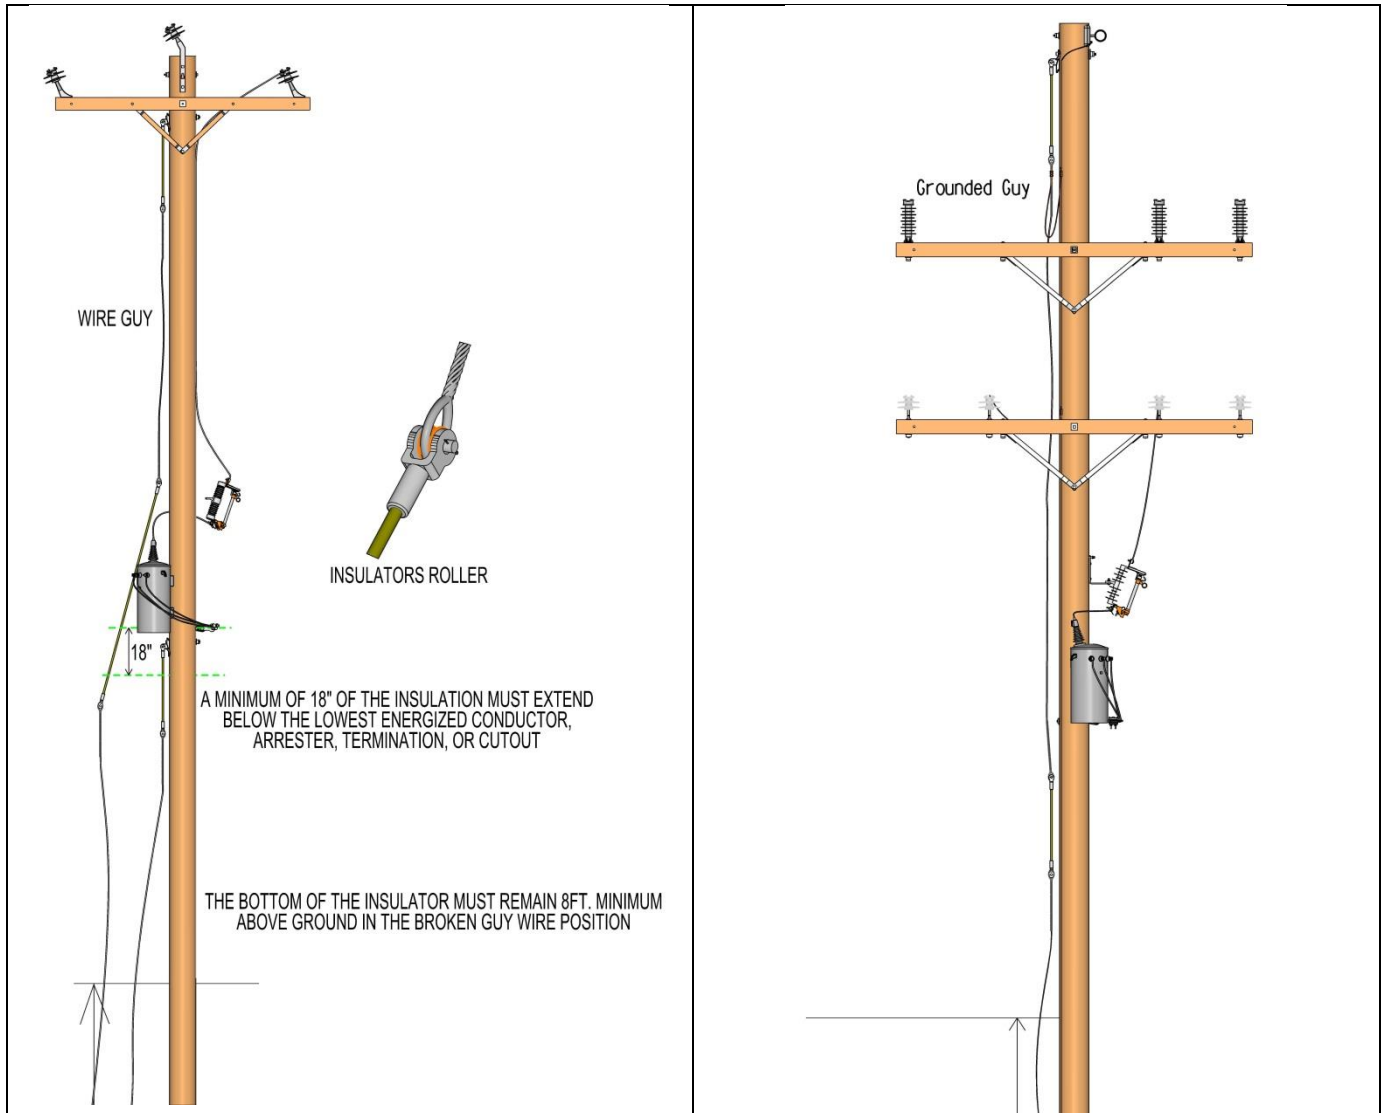 Grounded Guy
WIRE GUY
INSULATORS ROLLER
18"
A MINIMUM OF 18" OF THE INSULATION MUST EXTEND
BELOW THE LOWEST ENERGIZED CONDUCTOR,
ARRESTER, TERMINATION, OR CUTOUT
THE BOTTOM OF THE INSULATOR MUST REMAIN 8FT. MINIMUM
ABOVE GROUND IN THE BROKEN GUY WIRE POSITION